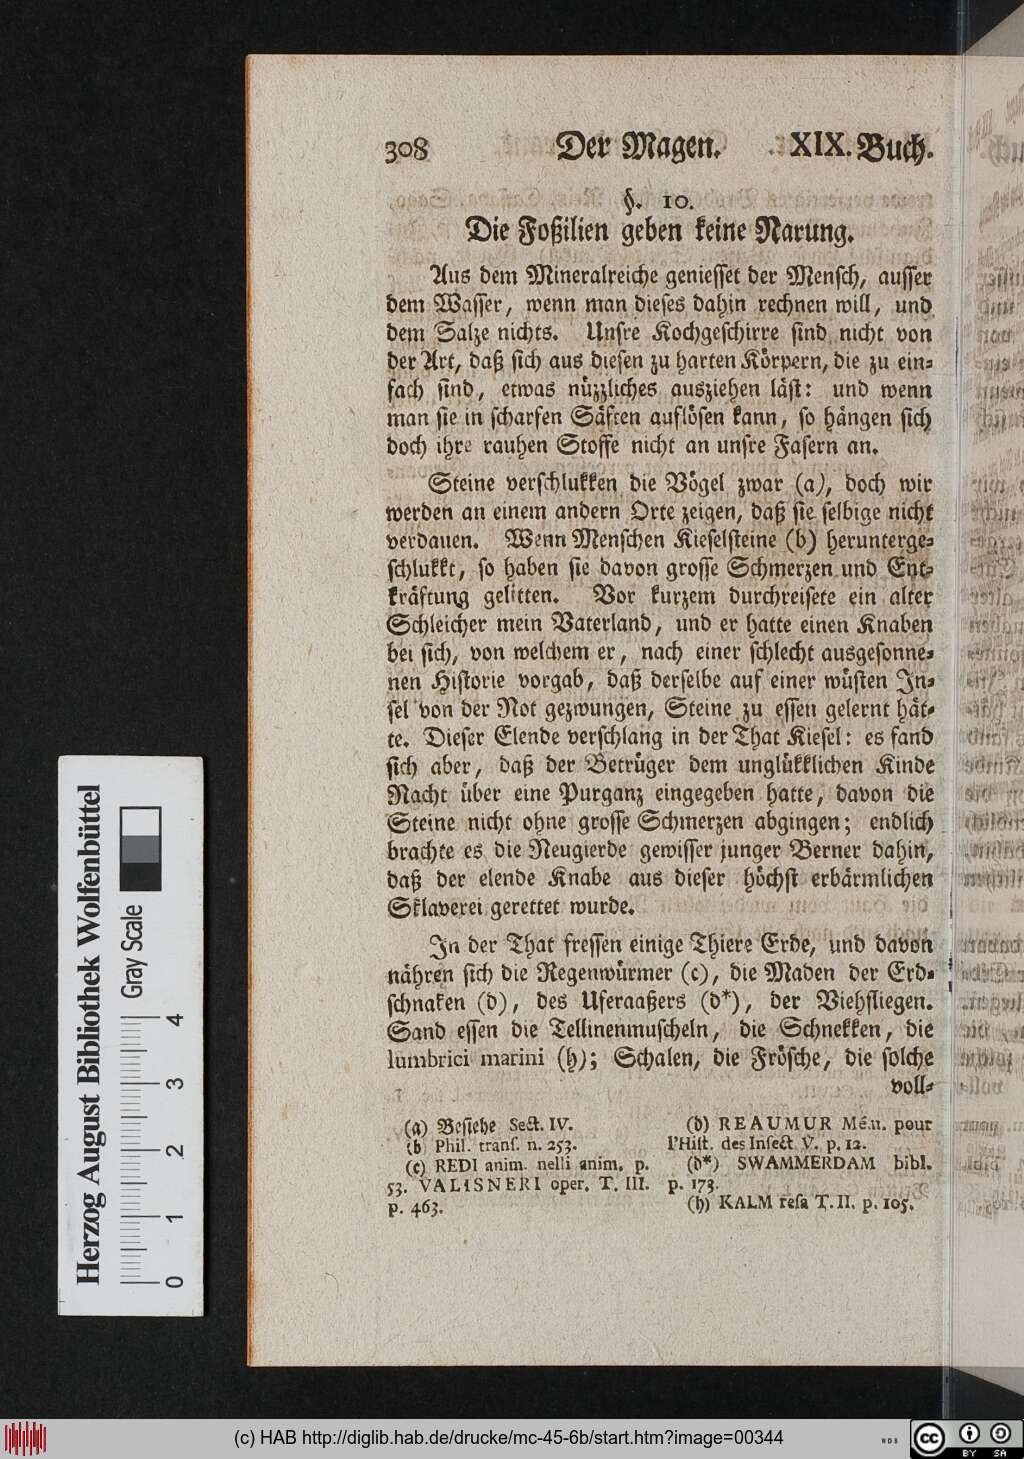 308 Der Magen. XIX. Buch.
§. 10.
Die Foßilien geben keine Narung.
Aus dem Mineralreiche geniesset der Mensch, ausser
dem Wasser, wenn man dieses dahin rechnen will, und
dem Salze nichts. Unsre Kochgeschirre sind nicht von
der Art, daß sich aus diesen zu harten Körpern, die zu ein-
fach sind, etwas nüzzliches ausziehen läst: und wenn
man sie in scharfen Säften auflösen kann, so hängen sich
doch ihre rauhen Stoffe nicht an unsre Fasern an.
Steine verschlukken die Vögel zwar (a), doch wir
werden an einem andern Orte zeigen, daß sie selbige nicht
verdauen. Wenn Menschen Kieselsteine (b) herunterge-
schlukkt, so haben sie davon grosse Schmerzen und Ent-
kräftung gelitten. Vor kurzem durchreisete ein alter
Schleicher mein Vaterland, und er hatte einen Knaben
bei sich, von welchem er, nach einer schlecht ausgesonne-
nen Historie vorgab, daß derselbe auf einer wüsten In-
sel von der Not gezwungen, Steine zu essen gelernt hät-
te. Dieser Elende verschlang in der That Kiesel: es fand
sich aber, daß der Betrüger dem unglükklichen Kinde
Nacht über eine Purganz eingegeben hatte, davon die
Steine nicht ohne grosse Schmerzen abgingen; endlich
brachte es die Neugierde gewisser junger Berner dahin,
daß der elende Knabe aus dieser höchst erbärmlichen
Sklaverei gerettet wurde.
In der That fressen einige Thiere Erde, und davon
nähren sich die Regenwürmer (c), die Maden der Erd-
schnaken (d), des Uferaaßers (d*), der Viehfliegen.
Sand essen die Tellinenmuscheln, die Schnekken, die
lumbrici marini (h); Schalen, die Frösche, die solche
voll-
(a) Besiehe Sect. IV.
(b) Phil. trans. n. 253.
(c) REDI anim. nelli anim. p.
53. VALISNERI oper. T. III.
p. 463.
(d) REAUMUR Mém. pour
l'Hist. des Insect. V. p. 12.
(d*) SWAMMERDAM bibl.
p. 173.
(h) KALM resa T. II. p. 105.
Herzog August Bibliothek Wolfenbüttel
Gray Scale
0 1 2 3 4
(c) HAB http://diglib.hab.de/drucke/mc-45-6b/start.htm?image=00344
WDB
cc BY SA